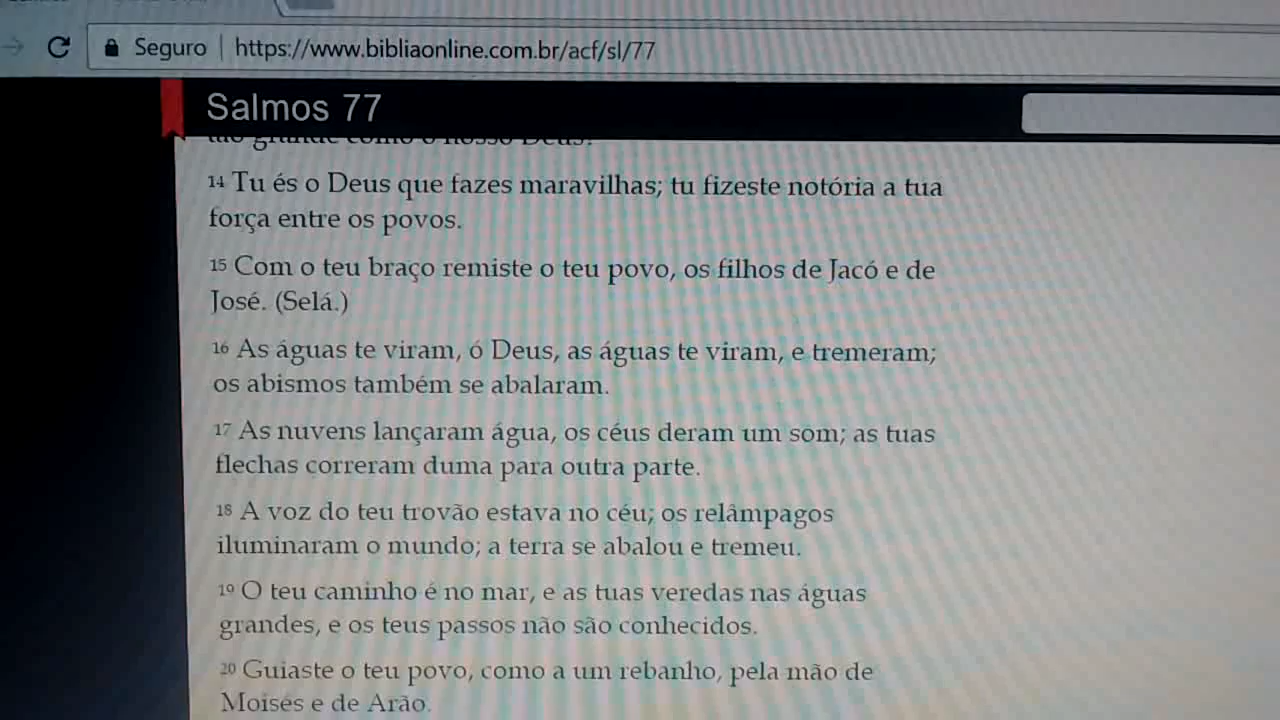 Seguro | https://www.bibliaonline.com.br/acf/sl/77
Salmos 77
tão grande como o nosso Deus?
14 Tu és o Deus que fazes maravilhas; tu fizeste notória a tua
força entre os povos.
15 Com o teu braço remiste o teu povo, os filhos de Jacó e de
José. (Selá.)
16 As águas te viram, ó Deus, as águas te viram, e tremeram;
os abismos também se abalaram.
17 As nuvens lançaram água, os céus deram um som; as tuas
flechas correram duma para outra parte.
18 A voz do teu trovão estava no céu; os relâmpagos
iluminaram o mundo; a terra se abalou e tremeu.
19 O teu caminho é no mar, e as tuas veredas nas águas
grandes, e os teus passos não são conhecidos.
20 Guiaste o teu povo, como a um rebanho, pela mão de
Moisés e de Arão.